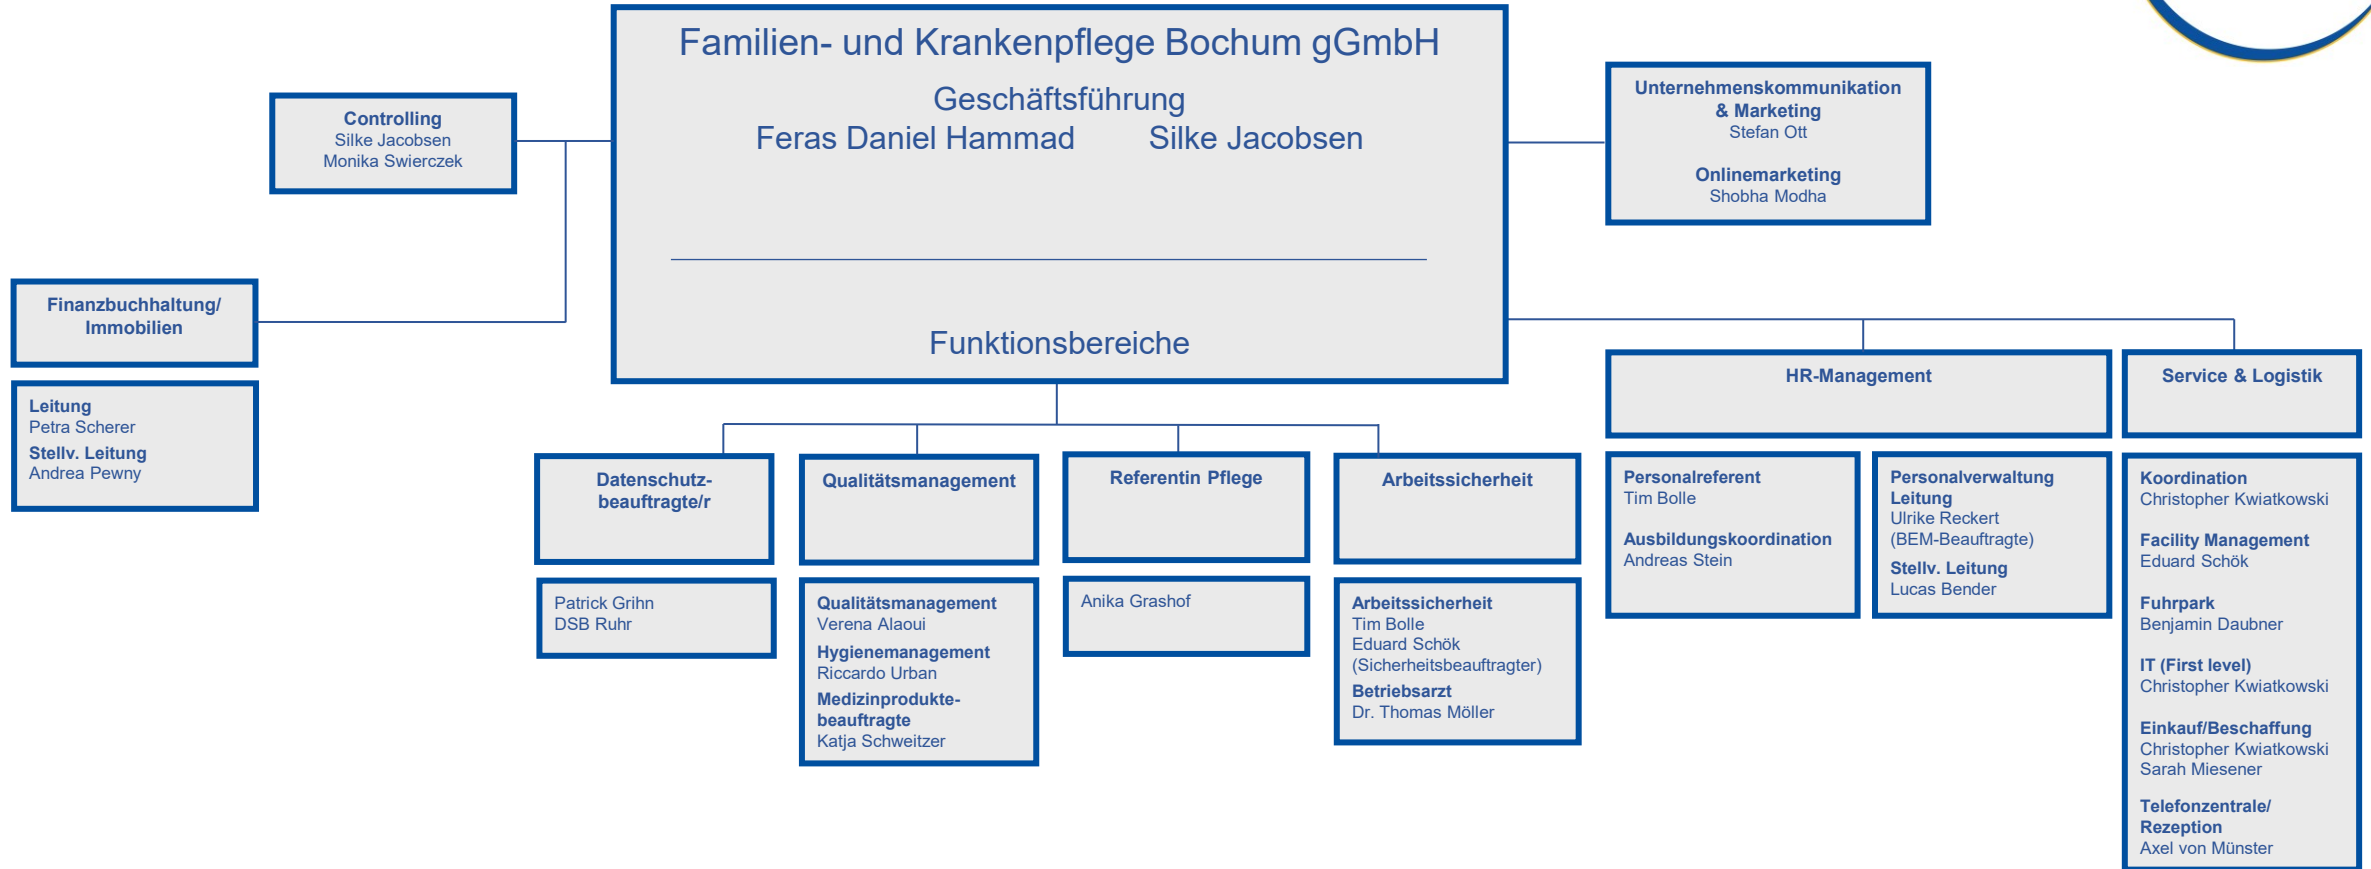 Familien- und Krankenpflege Bochum gGmbH
Geschäftsführung
Feras Daniel Hammad Silke Jacobsen
Funktionsbereiche
Controlling
Silke Jacobsen
Monika Swierczek
Unternehmenskommunikation
& Marketing
Stefan Ott
Onlinemarketing
Shobha Modha
Finanzbuchhaltung/
Immobilien
Leitung
Petra Scherer
Stellv. Leitung
Andrea Pewny
Datenschutz-
beauftragte/r
Patrick Grihn
DSB Ruhr
Qualitätsmanagement
Qualitätsmanagement
Verena Alaoui
Hygienemanagement
Riccardo Urban
Medizinprodukte-
beauftragte
Katja Schweitzer
Referentin Pflege
Anika Grashof
Arbeitssicherheit
Arbeitssicherheit
Tim Bolle
Eduard Schök
(Sicherheitsbeauftragter)
Betriebsarzt
Dr. Thomas Möller
HR-Management
Personalreferent
Tim Bolle
Ausbildungskoordination
Andreas Stein
Personalverwaltung
Leitung
Ulrike Reckert
(BEM-Beauftragte)
Stellv. Leitung
Lucas Bender
Service & Logistik
Koordination
Christopher Kwiatkowski
Facility Management
Eduard Schök
Fuhrpark
Benjamin Daubner
IT (First level)
Christopher Kwiatkowski
Einkauf/Beschaffung
Christopher Kwiatkowski
Sarah Miesener
Telefonzentrale/
Rezeption
Axel von Münster